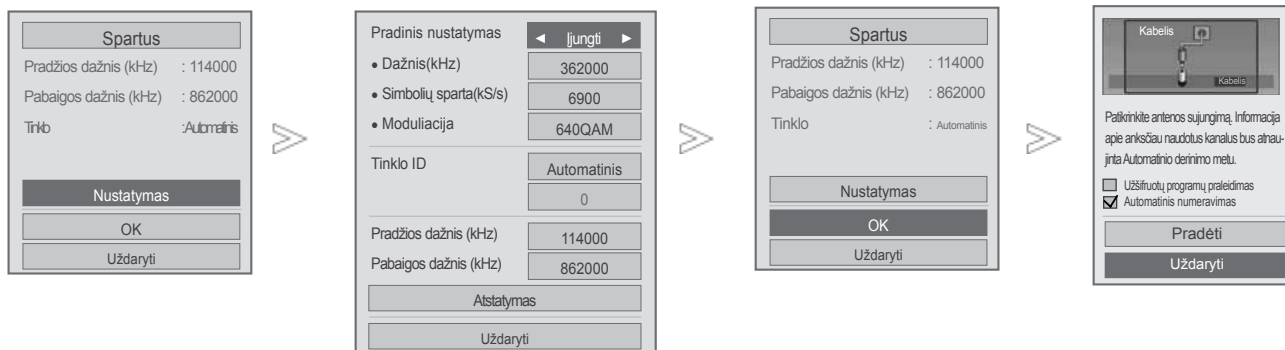 Spartus
Pradžios dažnis (kHz) : 114000
Pabaigos dažnis (kHz) : 862000
Tinklo :Automatinis
Nustatymas
OK
Uždaryti
Pradinis nustatymas ◄ Įjungti ►
• Dažnis(kHz) 362000
• Simbolių sparta(kS/s) 6900
• Moduliacija 640QAM
Tinklo ID Automatinis
0
Pradžios dažnis (kHz) 114000
Pabaigos dažnis (kHz) 862000
Atstatymas
Uždaryti
Spartus
Pradžios dažnis (kHz) : 114000
Pabaigos dažnis (kHz) : 862000
Tinklo : Automatinis
Nustatymas
OK
Uždaryti
Kabelis
Kabelis
Patikrinkite antenos sujungimą. Informacija
apie anksčiau naudotus kanalus bus atnau-
jinta Automatinio derinimo metu.
Užšifruotų programų praleidimas
Automatinis numeravimas
Pradėti
Uždaryti